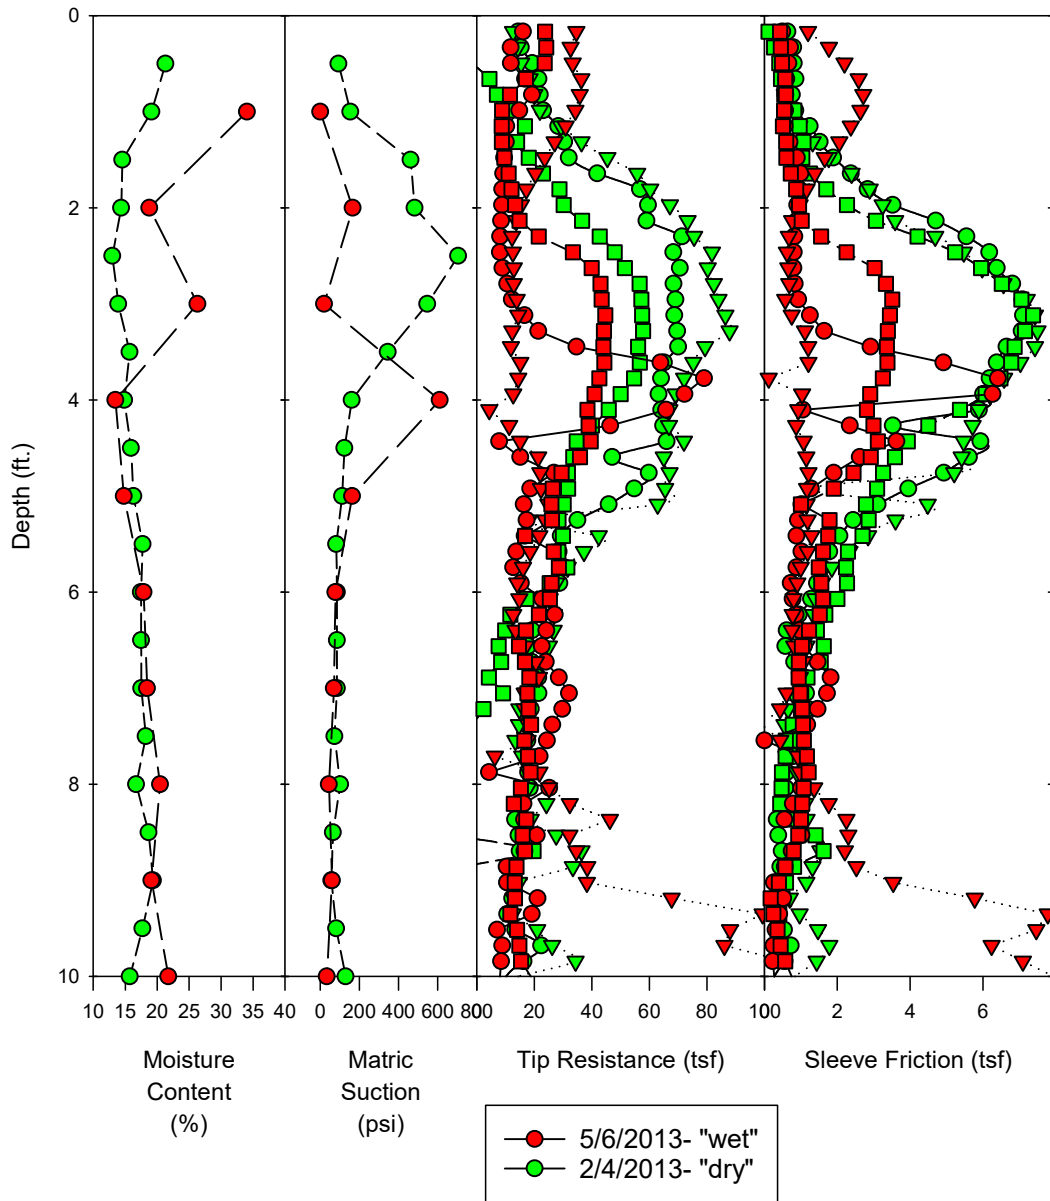 0
2
4
6
8
10
Depth (ft.)
10 15 20 25 30 35 40
0 200 400 600 800
0 20 40 60 80 100
0 2 4 6
Moisture
Content
(%)
Matric
Suction
(psi)
Tip Resistance (tsf)
Sleeve Friction (tsf)
5/6/2013- "wet"
2/4/2013- "dry"